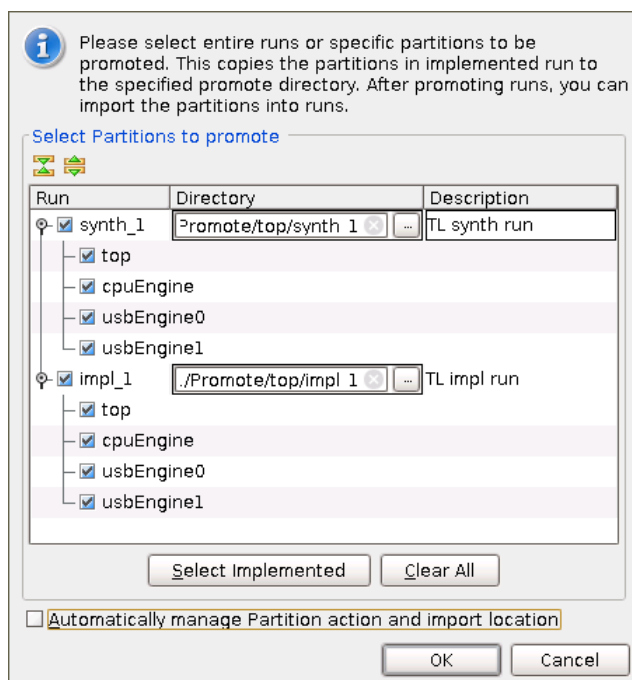 Please select entire runs or specific partitions to be
promoted. This copies the partitions in implemented run to
the specified promote directory. After promoting runs, you can
import the partitions into runs.
Select Partitions to promote
Run Directory Description
synth_1 Promote/top/synth_1 ... TL synth run
top
cpuEngine
usbEngine0
usbEngine1
impl_1 ./Promote/top/impl_1 ... TL impl run
top
cpuEngine
usbEngine0
usbEngine1
Select Implemented Clear All
Automatically manage Partition action and import location
OK Cancel